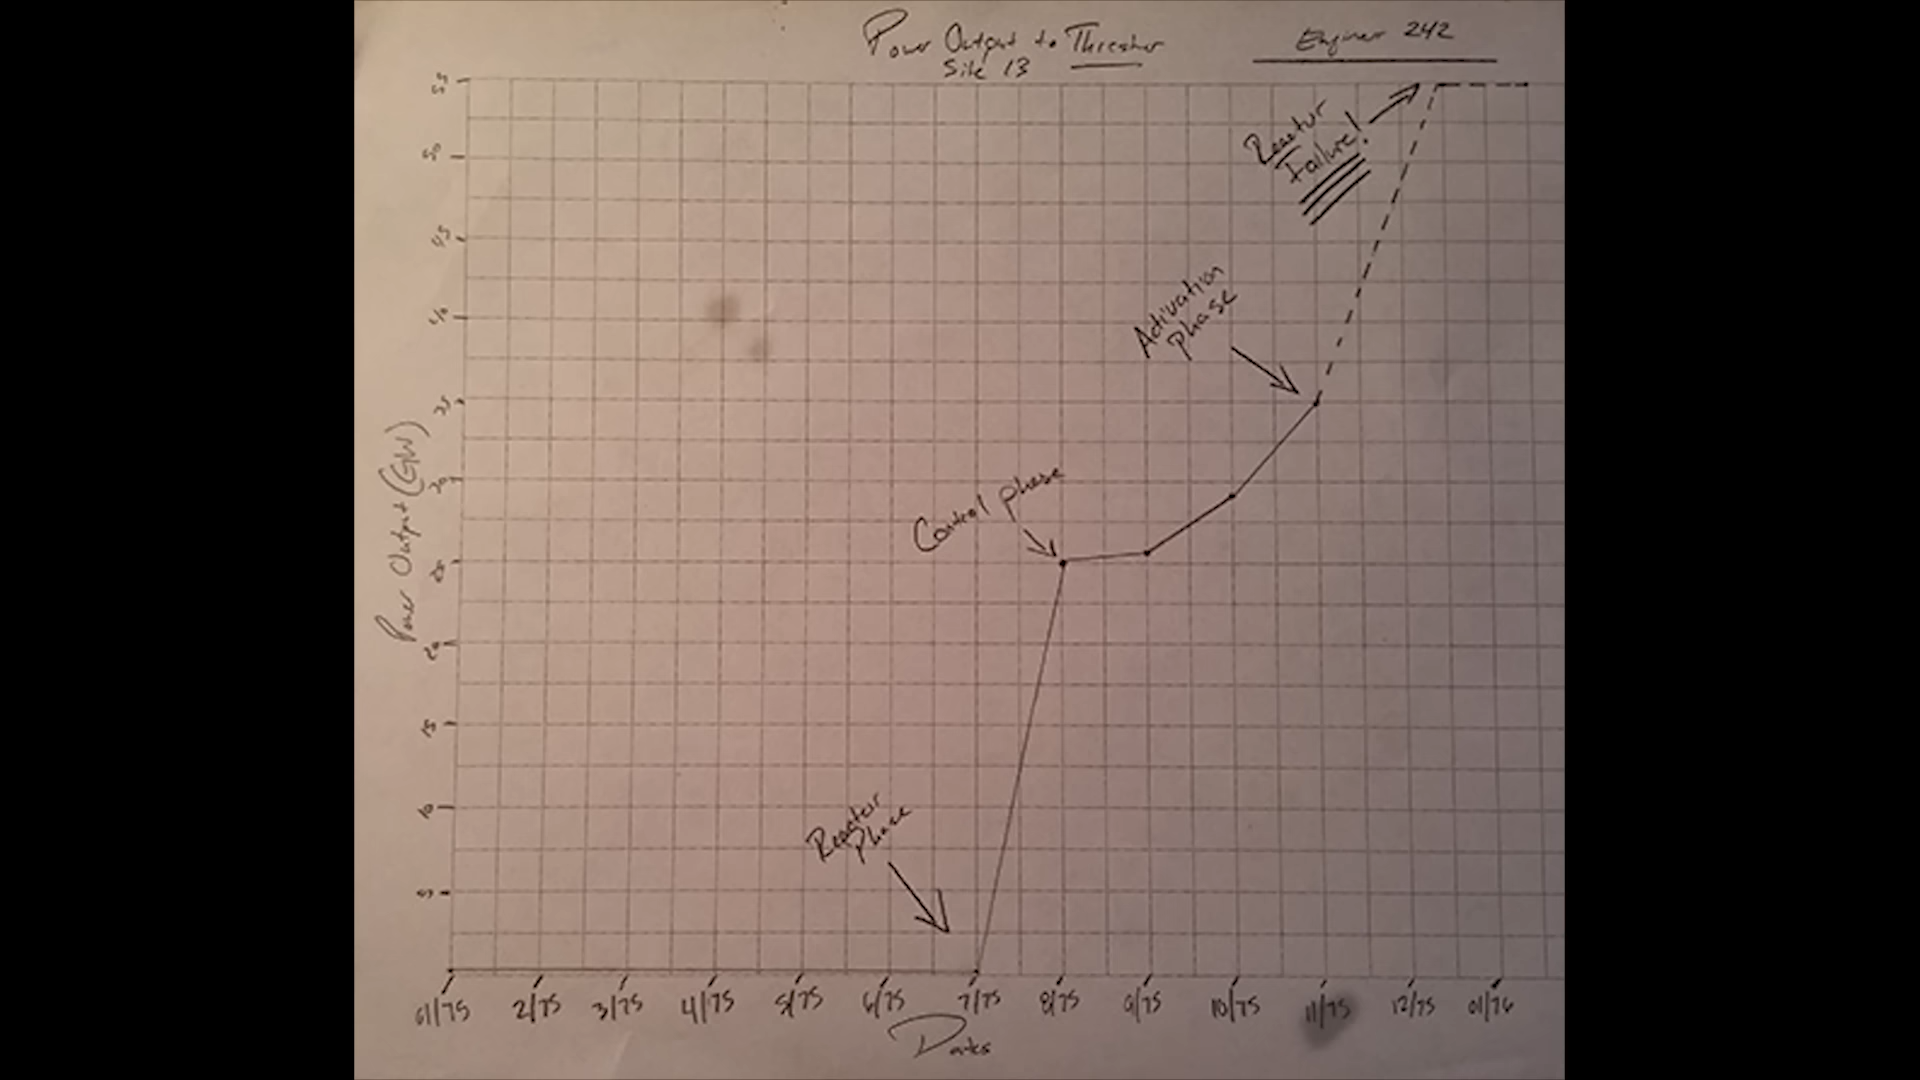 Power Output to Thresher
Site 13
Engineer 242
55
50
45
40
35
30
25
20
15
10
5
Power Output (GW)
Reactor
Failure!
Activation
phase
Control phase
Reactor
Phase
01/75 2/75 3/75 4/75 5/75 6/75 7/75 8/75 9/75 10/75 11/75 12/75 01/76
Dates